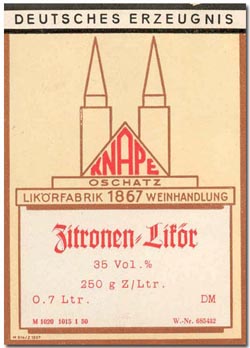 DEUTSCHES ERZEUGNIS
KNAPE
OSCHATZ
LIKÖRFABRIK 1867 WEINHANDLUNG
Zitronen-Likör
35 Vol.%
250 g Z/Ltr.
0.7 Ltr. DM
M 1020 1015 1 50 W.-Nr. 685412